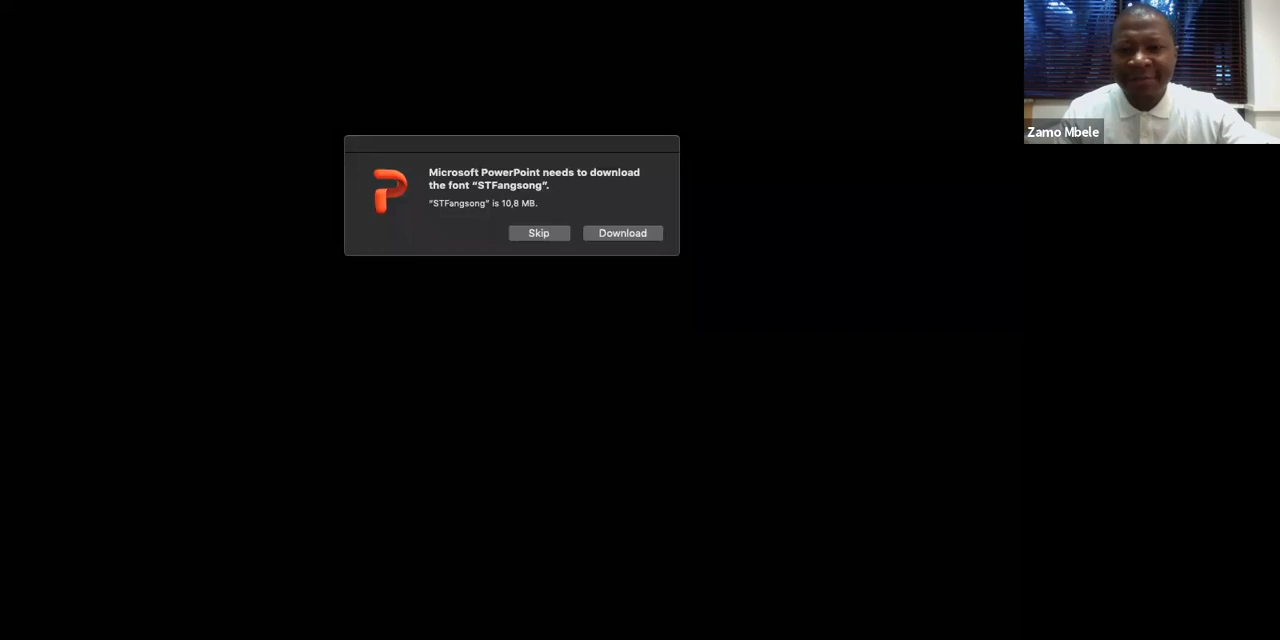 Zamo Mbele
Microsoft PowerPoint needs to download
the font “STFangsong”.
“STFangsong” is 10,8 MB.
Skip
Download